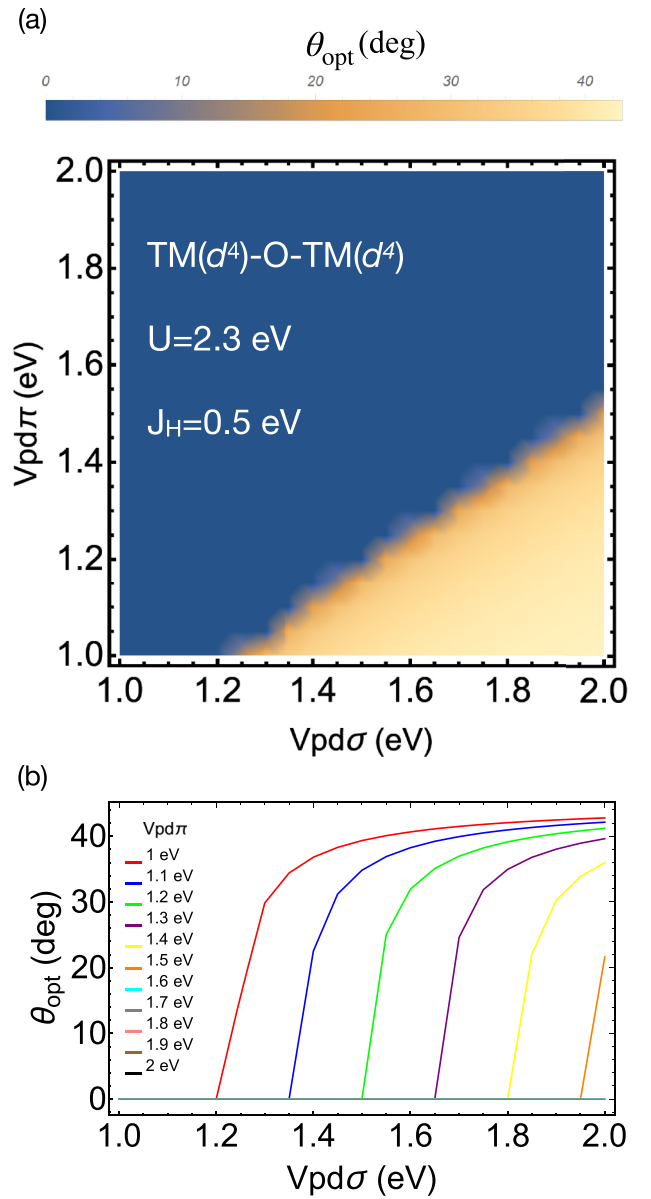 (a)
θopt (deg)
0 10 20 30 40
2.0
1.8
1.6
1.4
1.2
1.0
Vpdπ (eV)
TM(d⁴)-O-TM(d⁴)
U=2.3 eV
JH=0.5 eV
1.0 1.2 1.4 1.6 1.8 2.0
Vpdσ (eV)
(b)
40
30
20
10
0
θopt (deg)
Vpdπ
1 eV
1.1 eV
1.2 eV
1.3 eV
1.4 eV
1.5 eV
1.6 eV
1.7 eV
1.8 eV
1.9 eV
2 eV
1.0 1.2 1.4 1.6 1.8 2.0
Vpdσ (eV)